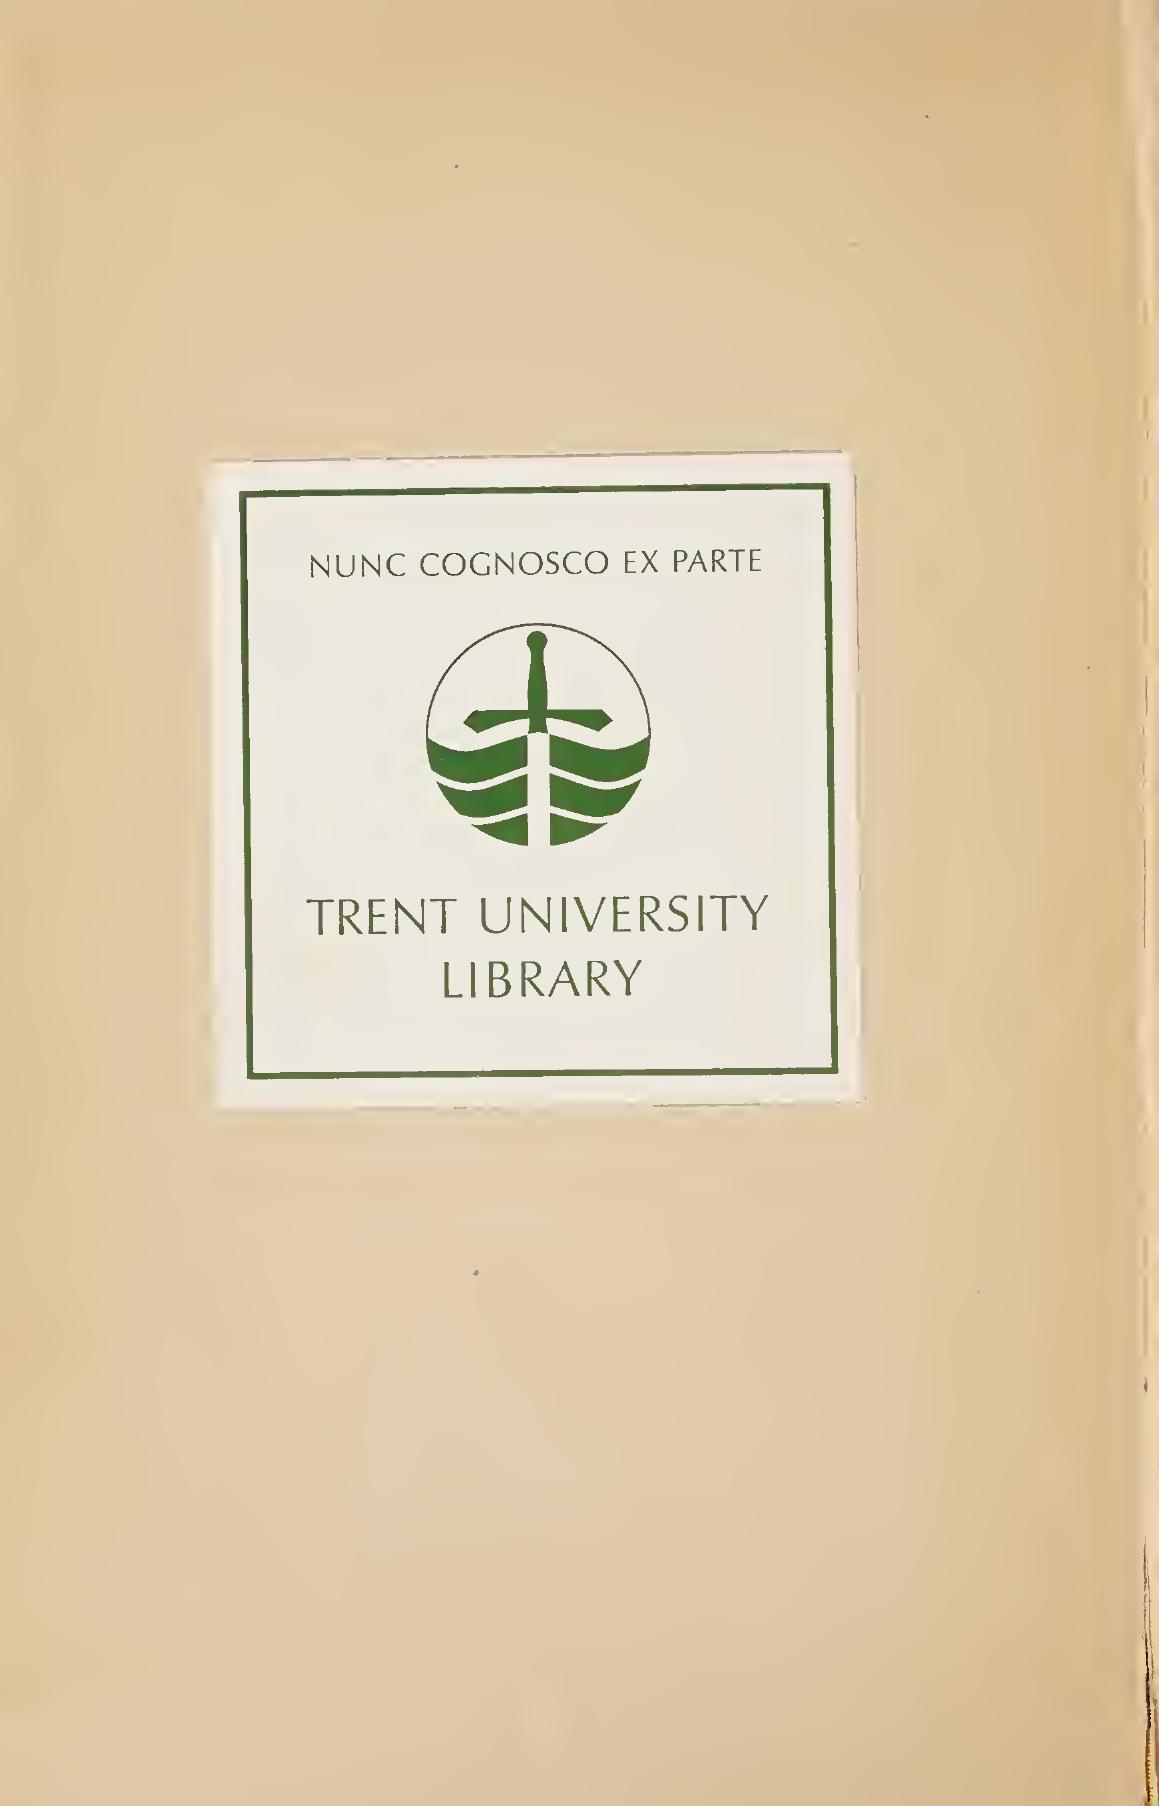 NUNC COGNOSCO EX PARTE
TRENT UNIVERSITY
LIBRARY